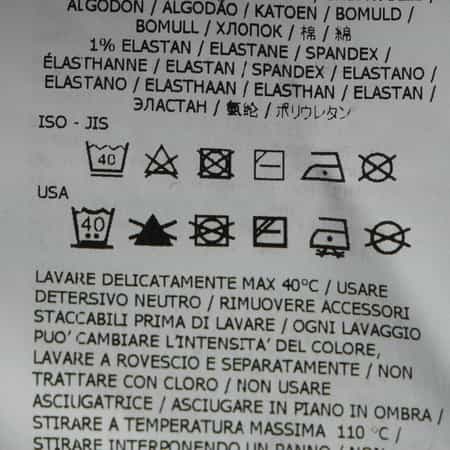 ALGODÓN / ALGODÃO / KATOEN / BOMULD /
BOMULL / ХЛОПОК / 棉 / 綿
1% ELASTAN / ELASTANE / SPANDEX /
ÉLASTHANNE / ELASTAN / SPANDEX / ELASTANO /
ELASTANO / ELASTHAAN / ELASTHAN / ELASTAN /
ЭЛАСТАН / 氨纶 / ポリウレタン
ISO - JIS
40
USA
40
LAVARE DELICATAMENTE MAX 40°C / USARE
DETERSIVO NEUTRO / RIMUOVERE ACCESSORI
STACCABILI PRIMA DI LAVARE / OGNI LAVAGGIO
PUO' CAMBIARE L'INTENSITA' DEL COLORE,
LAVARE A ROVESCIO E SEPARATAMENTE / NON
TRATTARE CON CLORO / NON USARE
ASCIUGATRICE / ASCIUGARE IN PIANO IN OMBRA /
STIRARE A TEMPERATURA MASSIMA 110 °C /
STIRARE INTERPONENDO UN PANNO / NON